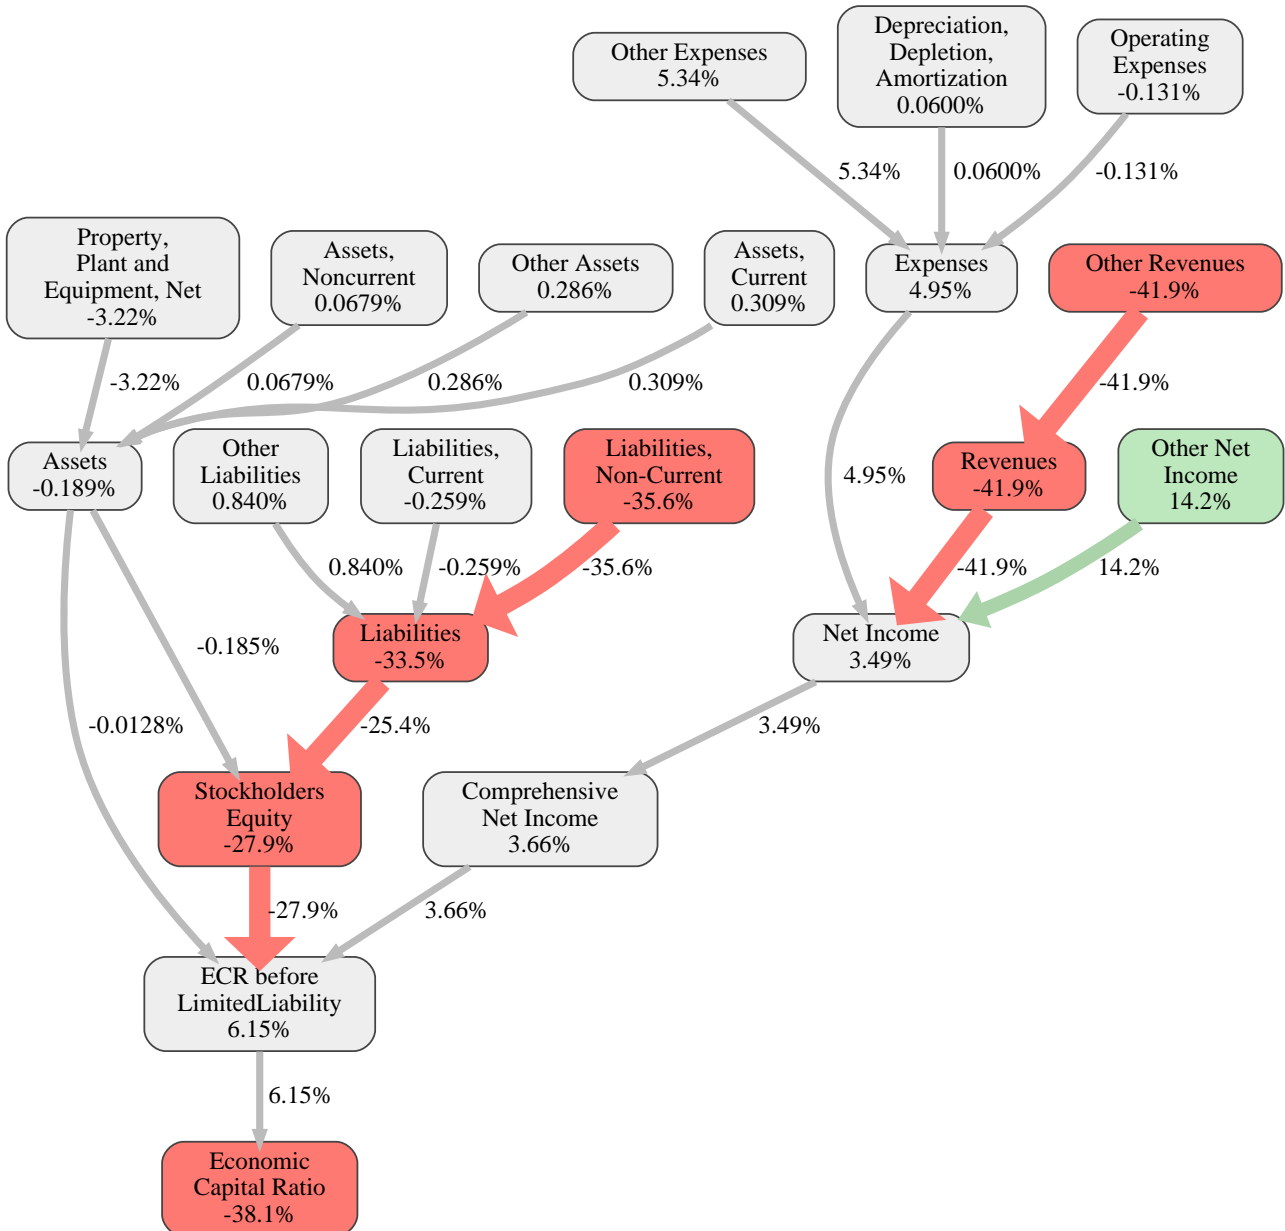 Other Expenses
5.34%
Depreciation,
Depletion,
Amortization
0.0600%
Operating
Expenses
-0.131%
5.34%
0.0600%
-0.131%
Property,
Plant and
Equipment, Net
-3.22%
Assets,
Noncurrent
0.0679%
Other Assets
0.286%
Assets,
Current
0.309%
Expenses
4.95%
Other Revenues
-41.9%
-3.22%
0.0679%
0.286%
0.309%
-41.9%
Assets
-0.189%
Other
Liabilities
0.840%
Liabilities,
Current
-0.259%
Liabilities,
Non-Current
-35.6%
4.95%
Revenues
-41.9%
Other Net
Income
14.2%
0.840%
-0.259%
-35.6%
-41.9%
14.2%
-0.185%
Liabilities
-33.5%
Net Income
3.49%
-0.0128%
-25.4%
3.49%
Stockholders
Equity
-27.9%
Comprehensive
Net Income
3.66%
-27.9%
3.66%
ECR before
LimitedLiability
6.15%
6.15%
Economic
Capital Ratio
-38.1%